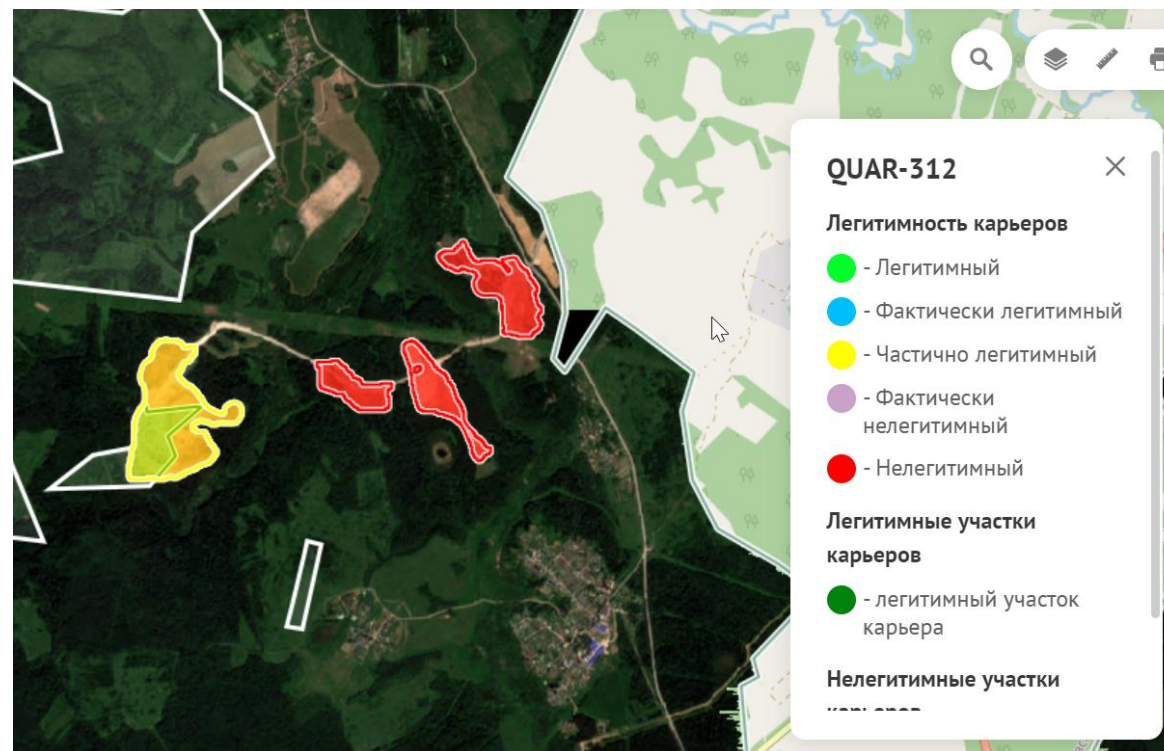 QUAR-312
Легитимность карьеров
- Легитимный
- Фактически легитимный
- Частично легитимный
- Фактически
нелегитимный
- Нелегитимный
Легитимные участки
карьеров
- легитимный участок
карьера
Нелегитимные участки
карьеров